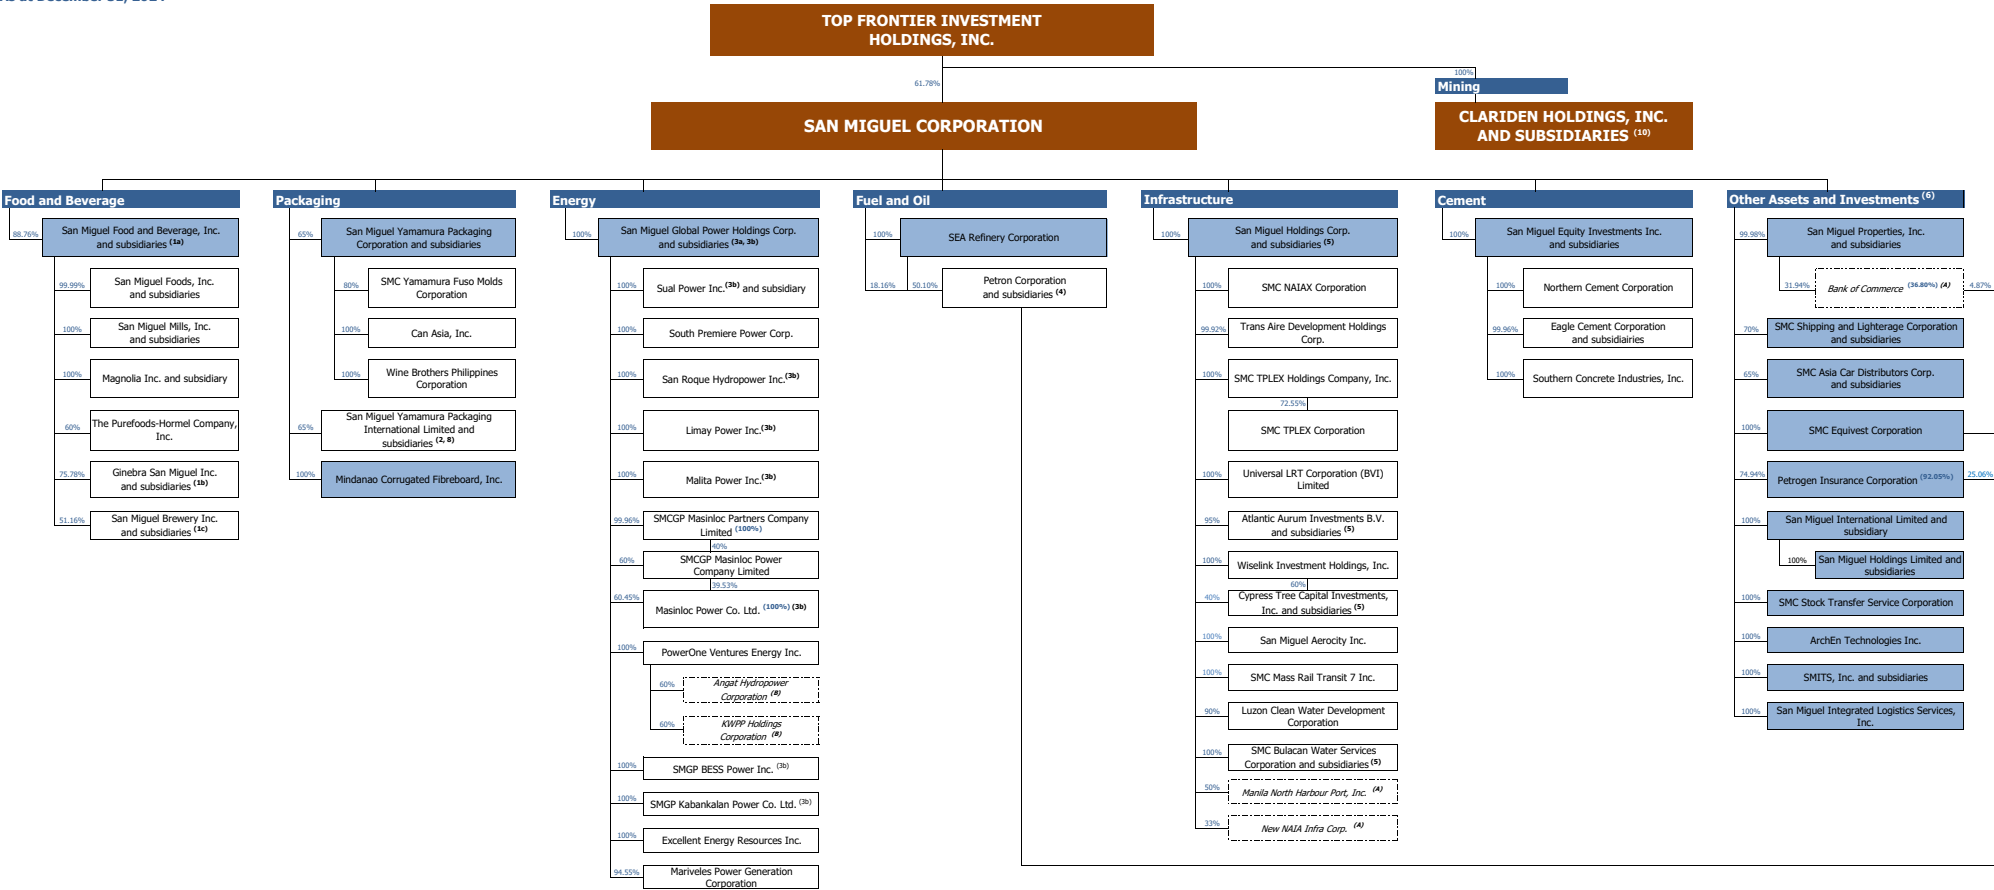 TOP FRONTIER INVESTMENT
HOLDINGS, INC.
61.78%
100%
Mining
SAN MIGUEL CORPORATION
CLARIDEN HOLDINGS, INC.
AND SUBSIDIARIES (10)
Food and Beverage
88.76%
San Miguel Food and Beverage, Inc.
and subsidiaries (1a)
99.99%
San Miguel Foods, Inc.
and subsidiaries
100%
San Miguel Mills, Inc.
and subsidiaries
100%
Magnolia Inc. and subsidiary
60%
The Purefoods-Hormel Company,
Inc.
75.78%
Ginebra San Miguel Inc.
and subsidiaries (1b)
51.16%
San Miguel Brewery Inc.
and subsidiaries (1c)
Packaging
65%
San Miguel Yamamura Packaging
Corporation and subsidiaries
80%
SMC Yamamura Fuso Molds
Corporation
100%
Can Asia, Inc.
100%
Wine Brothers Philippines
Corporation
65%
San Miguel Yamamura Packaging
International Limited and
subsidiaries (2, 8)
100%
Mindanao Corrugated Fibreboard, Inc.
Energy
100%
San Miguel Global Power Holdings Corp.
and subsidiaries (3a, 3b)
100%
Sual Power Inc.(3b) and subsidiary
100%
South Premiere Power Corp.
100%
San Roque Hydropower Inc.(3b)
100%
Limay Power Inc.(3b)
100%
Malita Power Inc.(3b)
99.96%
SMCGP Masinloc Partners Company
Limited (100%)
40%
60%
SMCGP Masinloc Power
Company Limited
39.53%
60.45%
Masinloc Power Co. Ltd. (100%) (3b)
100%
PowerOne Ventures Energy Inc.
60%
Angat Hydropower
Corporation (B)
60%
KWPP Holdings
Corporation (B)
100%
SMGP BESS Power Inc. (3b)
100%
SMGP Kabankalan Power Co. Ltd. (3b)
100%
Excellent Energy Resources Inc.
94.55%
Mariveles Power Generation
Corporation
Fuel and Oil
100%
SEA Refinery Corporation
18.16%
50.10%
Petron Corporation
and subsidiaries (4)
Infrastructure
100%
San Miguel Holdings Corp.
and subsidiaries (5)
100%
SMC NAIAX Corporation
99.92%
Trans Aire Development Holdings
Corp.
100%
SMC TPLEX Holdings Company, Inc.
72.55%
SMC TPLEX Corporation
100%
Universal LRT Corporation (BVI)
Limited
95%
Atlantic Aurum Investments B.V.
and subsidiaries (5)
100%
Wiselink Investment Holdings, Inc.
60%
40%
Cypress Tree Capital Investments,
Inc. and subsidiaries (5)
100%
San Miguel Aerocity Inc.
100%
SMC Mass Rail Transit 7 Inc.
90%
Luzon Clean Water Development
Corporation
100%
SMC Bulacan Water Services
Corporation and subsidiaries (5)
50%
Manila North Harbour Port, Inc. (A)
33%
New NAIA Infra Corp. (A)
Cement
100%
San Miguel Equity Investments Inc.
and subsidiaries
100%
Northern Cement Corporation
99.96%
Eagle Cement Corporation
and subsidiairies
100%
Southern Concrete Industries, Inc.
Other Assets and Investments (6)
99.98%
San Miguel Properties, Inc.
and subsidiaries
31.94%
Bank of Commerce (36.80%) (A)
4.87%
70%
SMC Shipping and Lighterage Corporation
and subsidiaries
65%
SMC Asia Car Distributors Corp.
and subsidiaries
100%
SMC Equivest Corporation
74.94%
Petrogen Insurance Corporation (92.05%)
25.06%
100%
San Miguel International Limited and
subsidiary
100%
San Miguel Holdings Limited and
subsidiaries
100%
SMC Stock Transfer Service Corporation
100%
ArchEn Technologies Inc.
100%
SMITS, Inc. and subsidiaries
100%
San Miguel Integrated Logistics Services,
Inc.